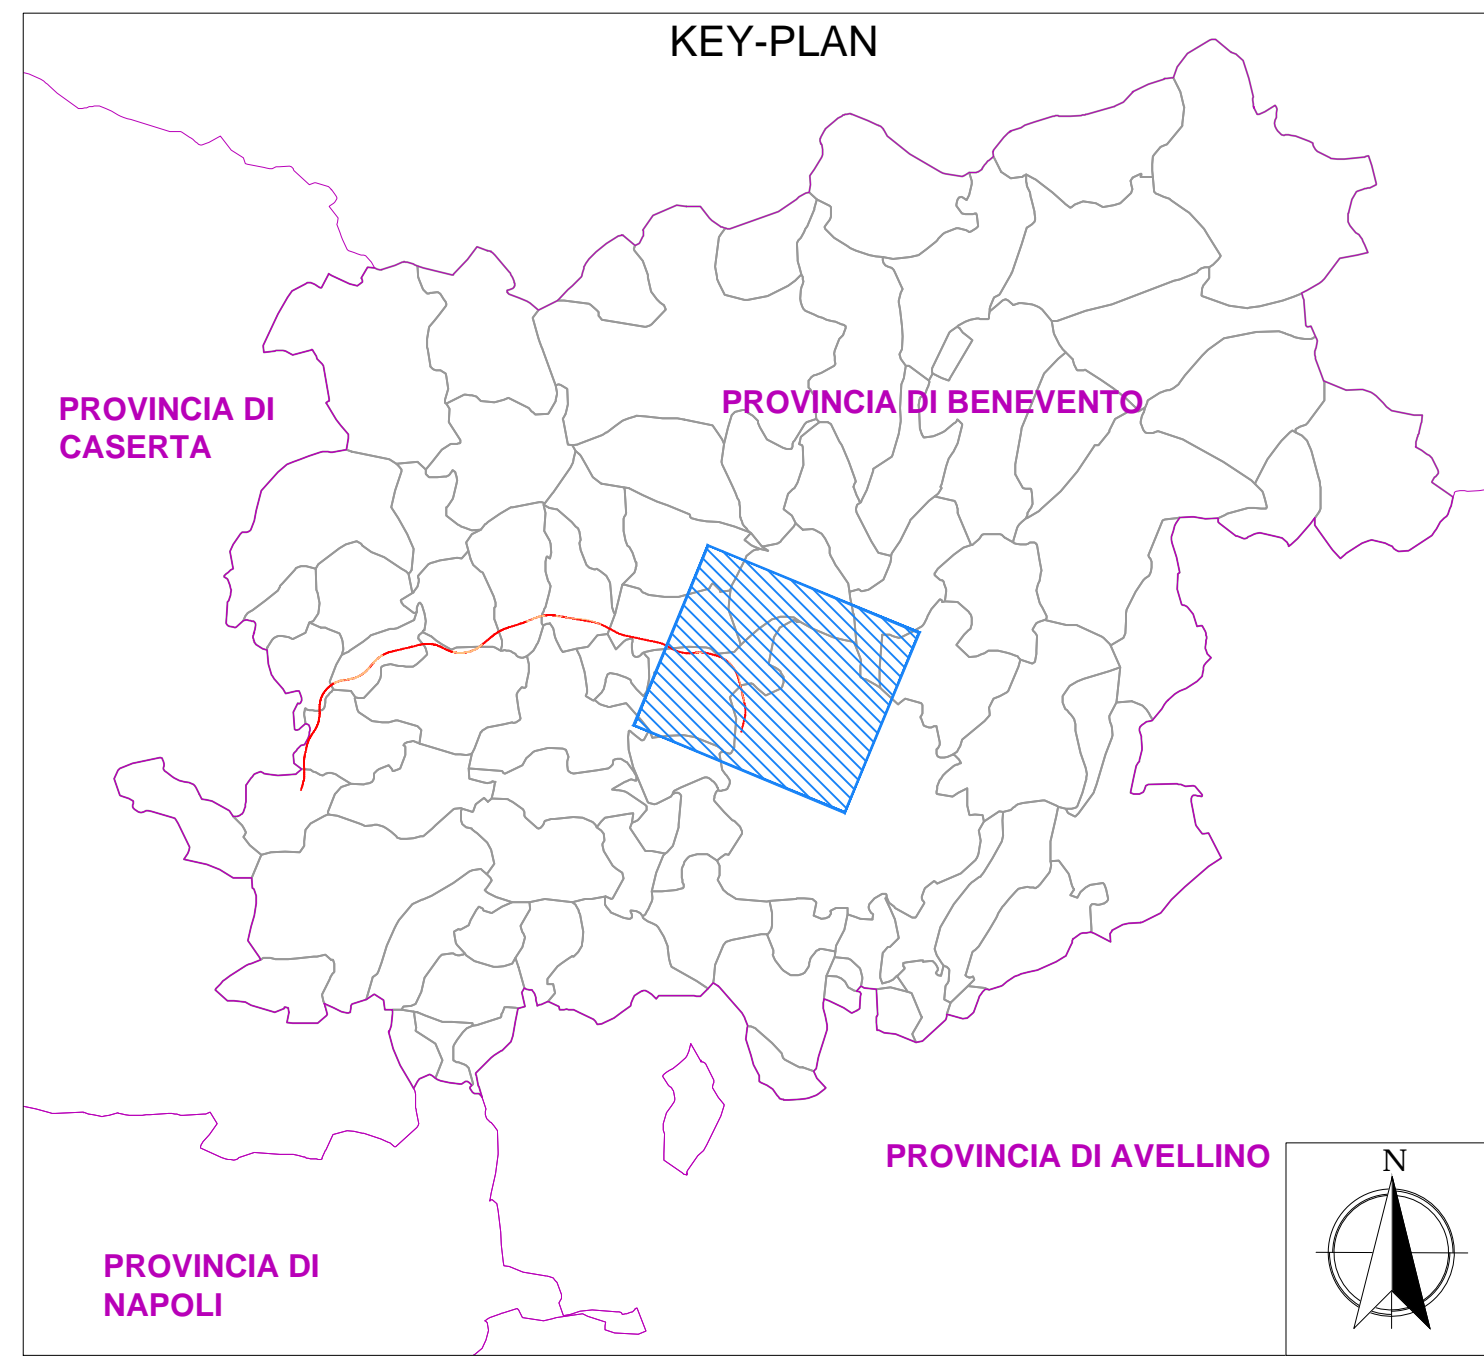 KEY-PLAN
PROVINCIA DI
CASERTA
PROVINCIA DI BENEVENTO
PROVINCIA DI AVELLINO
N
PROVINCIA DI
NAPOLI